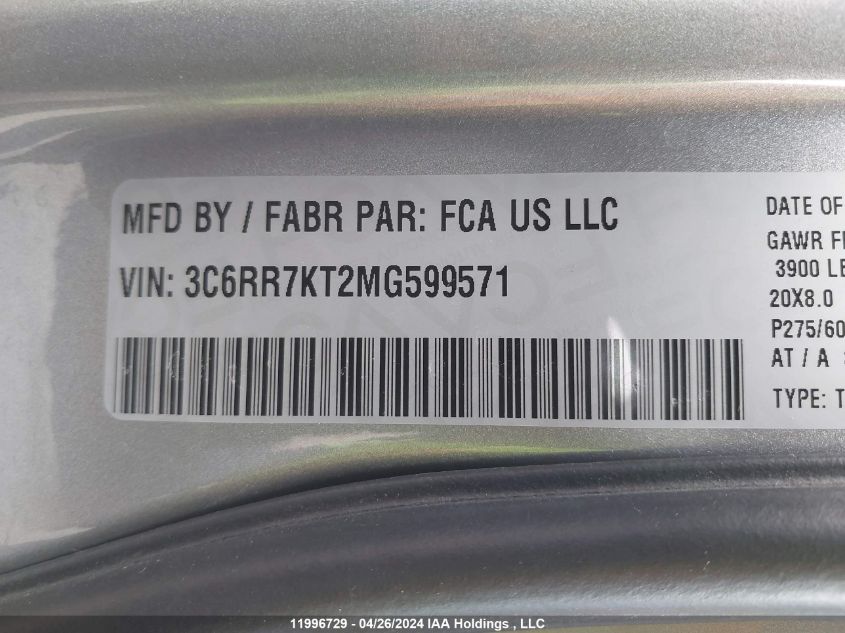 MFD BY / FABR PAR: FCA US LLC
VIN: 3C6RR7KT2MG599571
DATE OF
GAWR
3900
20X8.0
P275/60
AT / A
TYPE: T
11996729 - 04/26/2024 IAA Holdings , LLC